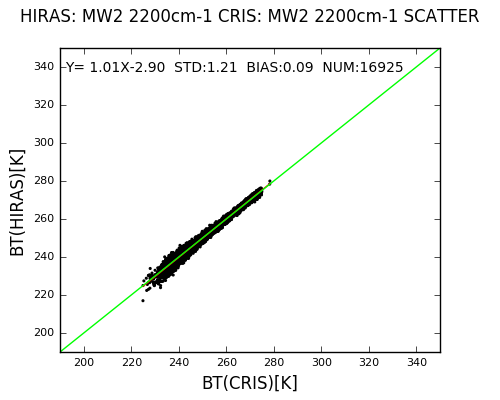 HIRAS: MW2 2200cm-1 CRIS: MW2 2200cm-1 SCATTER
Y= 1.01X-2.90 STD:1.21 BIAS:0.09 NUM:16925
BT(HIRAS)[K]
340
320
300
280
260
240
220
200
200 220 240 260 280 300 320 340
BT(CRIS)[K]